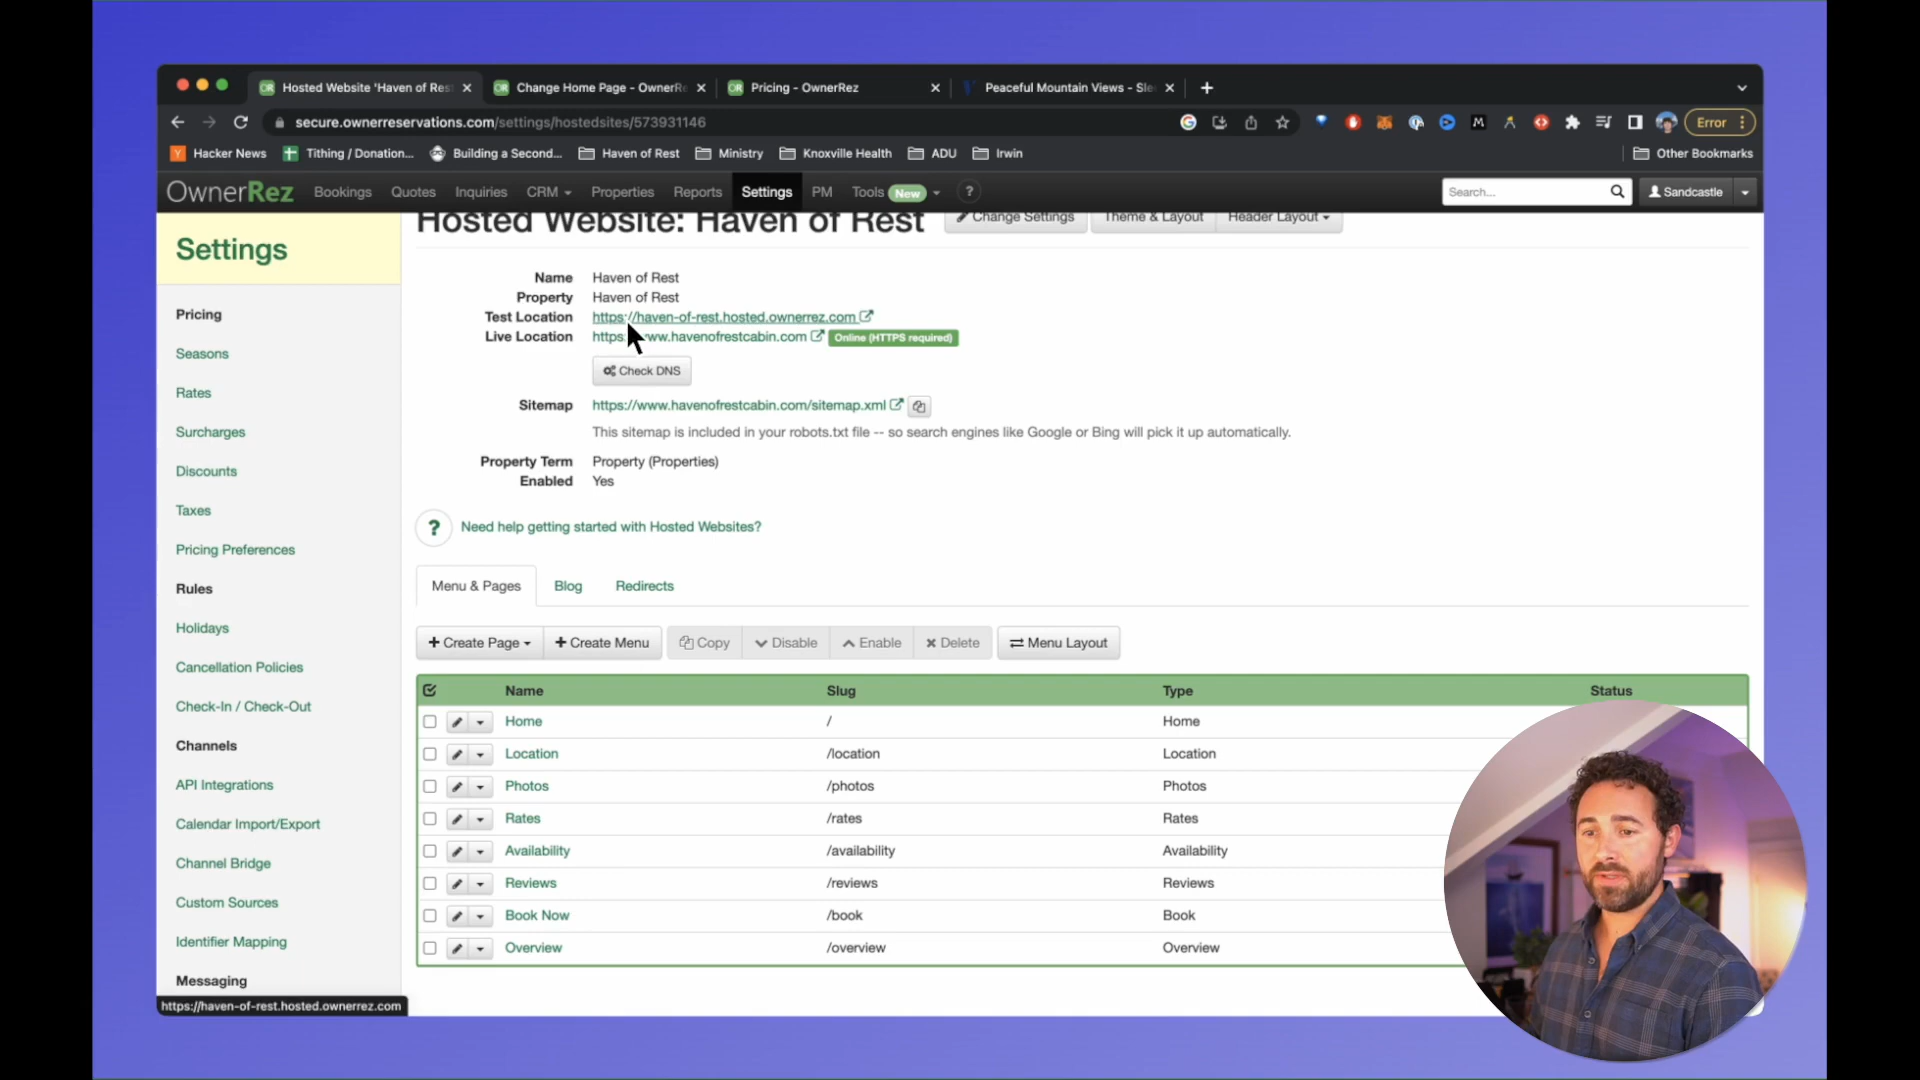 Hosted Website 'Haven of Res
Change Home Page - OwnerRe
Pricing - OwnerRez
Peaceful Mountain Views - Sle
secure.ownerreservations.com/settings/hostedsites/573931146
Error
Hacker News
Tithing / Donation...
Building a Second...
Haven of Rest
Ministry
Knoxville Health
ADU
Irwin
Other Bookmarks
OwnerRez
Bookings
Quotes
Inquiries
CRM
Properties
Reports
Settings
PM
Tools New
?
Search...
Sandcastle
Settings
Pricing
Seasons
Rates
Surcharges
Discounts
Taxes
Pricing Preferences
Rules
Holidays
Cancellation Policies
Check-In / Check-Out
Channels
API Integrations
Calendar Import/Export
Channel Bridge
Custom Sources
Identifier Mapping
Messaging
https://haven-of-rest.hosted.ownerrez.com
Hosted Website: Haven of Rest
Change Settings
Theme & Layout
Header Layout
Name Haven of Rest
Property Haven of Rest
Test Location https://haven-of-rest.hosted.ownerrez.com
Live Location https: ww.havenofrestcabin.com Online (HTTPS required)
Check DNS
Sitemap https://www.havenofrestcabin.com/sitemap.xml
This sitemap is included in your robots.txt file -- so search engines like Google or Bing will pick it up automatically.
Property Term Property (Properties)
Enabled Yes
? Need help getting started with Hosted Websites?
Menu & Pages
Blog
Redirects
+ Create Page
+ Create Menu
Copy
Disable
Enable
Delete
Menu Layout
Name Slug Type Status
Home / Home
Location /location Location
Photos /photos Photos
Rates /rates Rates
Availability /availability Availability
Reviews /reviews Reviews
Book Now /book Book
Overview /overview Overview